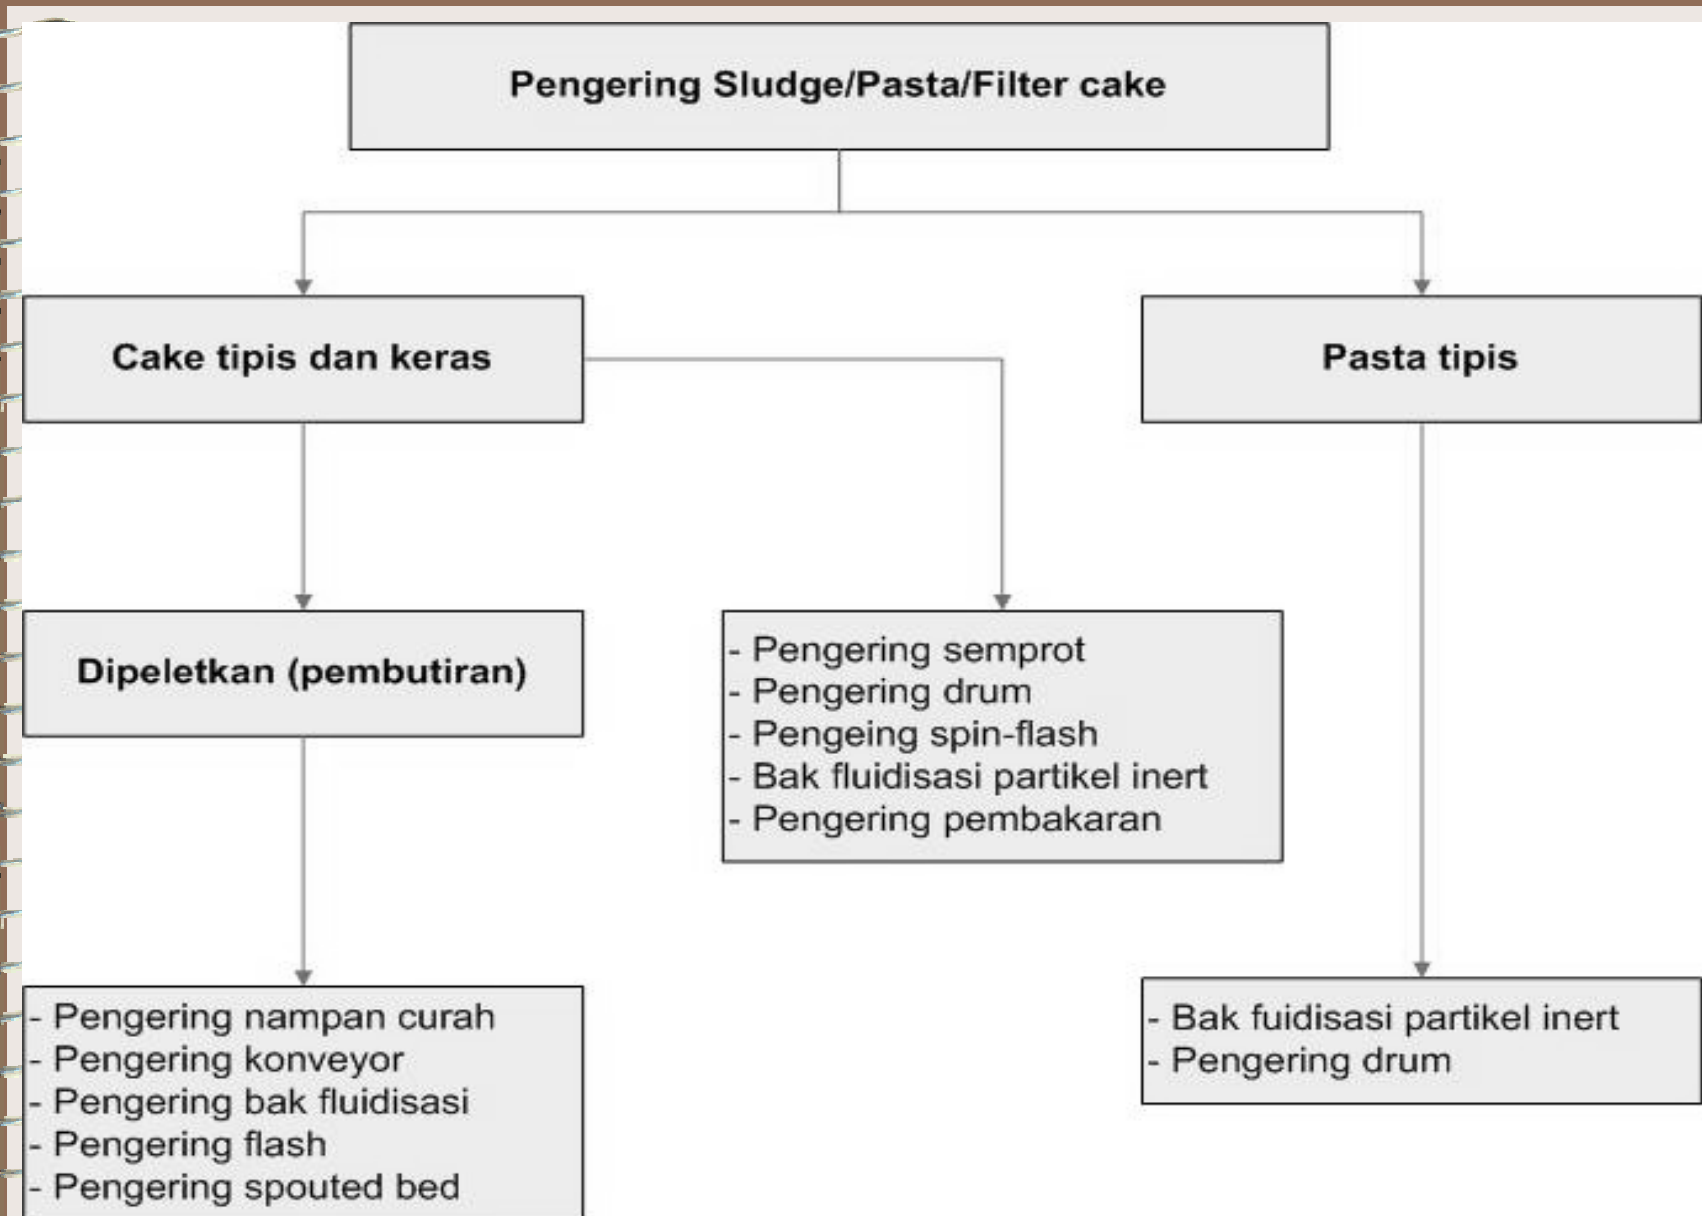 Pengering Sludge/Pasta/Filter cake
Cake tipis dan keras
Pasta tipis
Dipeletkan (pembutiran)
- Pengering semprot
- Pengering drum
- Pengeing spin-flash
- Bak fluidisasi partikel inert
- Pengering pembakaran
- Pengering nampan curah
- Pengering konveyor
- Pengering bak fluidisasi
- Pengering flash
- Pengering spouted bed
- Bak fuidisasi partikel inert
- Pengering drum